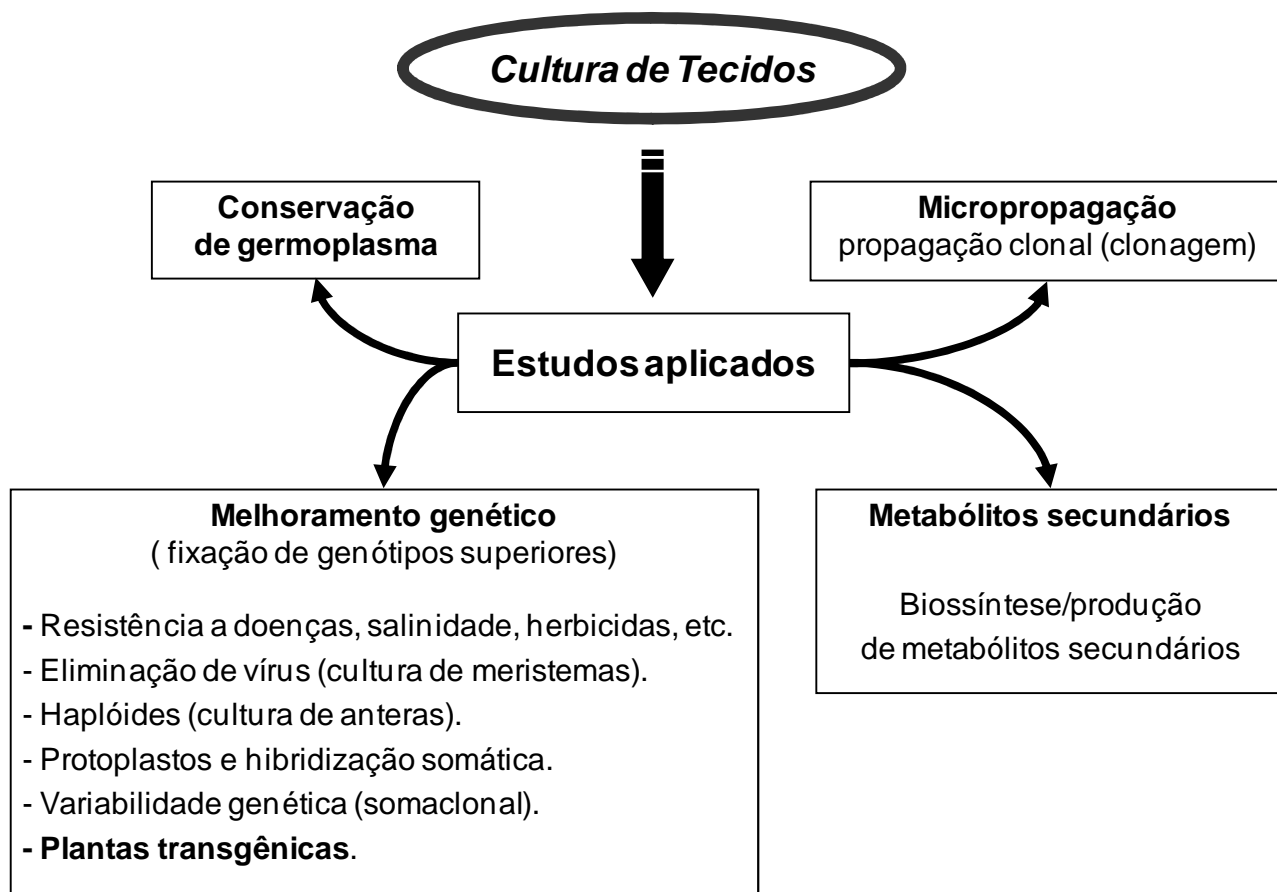 Cultura de Tecidos
Conservação
de germoplasma
Micropropagação
propagação clonal (clonagem)
Estudos aplicados
Melhoramento genético
( fixação de genótipos superiores)
- Resistência a doenças, salinidade, herbicidas, etc.
- Eliminação de vírus (cultura de meristemas).
- Haplóides (cultura de anteras).
- Protoplastos e hibridização somática.
- Variabilidade genética (somaclonal).
- Plantas transgênicas.
Metabólitos secundários
Biossíntese/produção
de metabólitos secundários